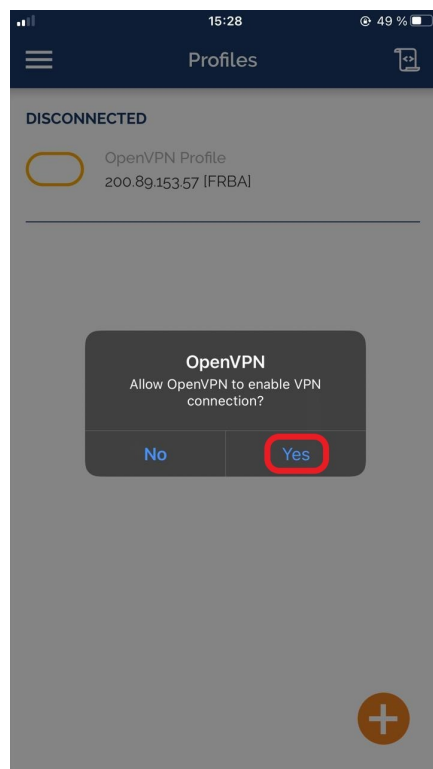 15:28
49 %
Profiles
DISCONNECTED
OpenVPN Profile
200.89.153.57 [FRBA]
OpenVPN
Allow OpenVPN to enable VPN
connection?
No
Yes